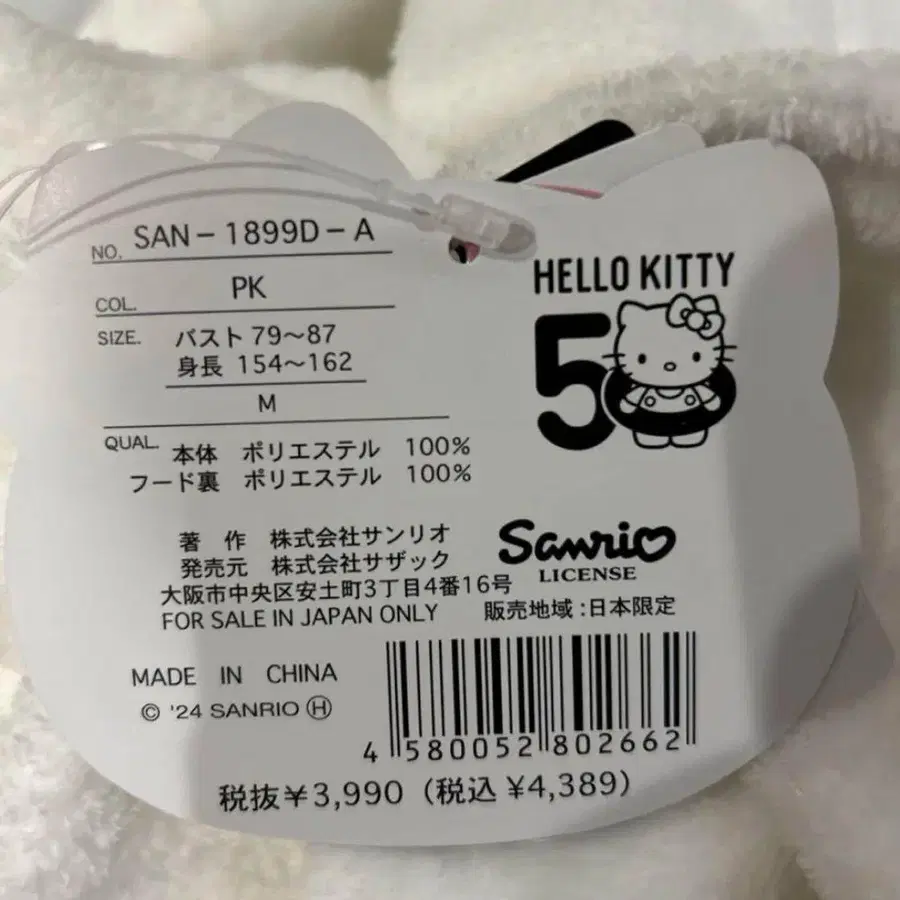 NO. SAN-1899D-A
COL. PK
SIZE. バスト 79〜87
身長 154〜162
M
QUAL. 本体 ポリエステル 100%
フード裏 ポリエステル 100%
HELLO KITTY
50
著 作 株式会社サンリオ
発売元 株式会社サザック
大阪市中央区安土町3丁目4番16号
FOR SALE IN JAPAN ONLY
Sanrio
LICENSE
販売地域:日本限定
MADE IN CHINA
© '24 SANRIO Ⓗ
4 580052 802662
税抜¥3,990(税込¥4,389)